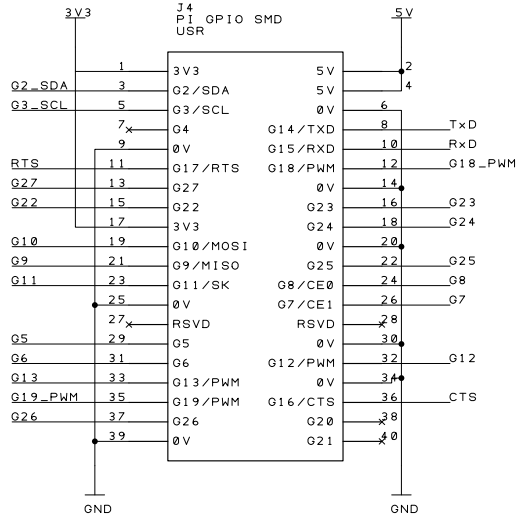 J4
PI GPIO SMD
USR
3V3
5V
1 3V3 5V 2
G2_SDA 3 G2/SDA 5V 4
G3_SCL 5 G3/SCL 0V 6
7 G4 G14/TXD 8 TxD
9 0V G15/RXD 10 RxD
RTS 11 G17/RTS G18/PWM 12 G18_PWM
G27 13 G27 0V 14
G22 15 G22 G23 16 G23
17 3V3 G24 18 G24
G10 19 G10/MOSI 0V 20
G9 21 G9/MISO G25 22 G25
G11 23 G11/SK G8/CE0 24 G8
25 0V G7/CE1 26 G7
27 RSVD RSVD 28
G5 29 G5 0V 30
G6 31 G6 G12/PWM 32 G12
G13 33 G13/PWM 0V 34
G19_PWM 35 G19/PWM G16/CTS 36 CTS
G26 37 G26 G20 38
39 0V G21 40
GND
GND